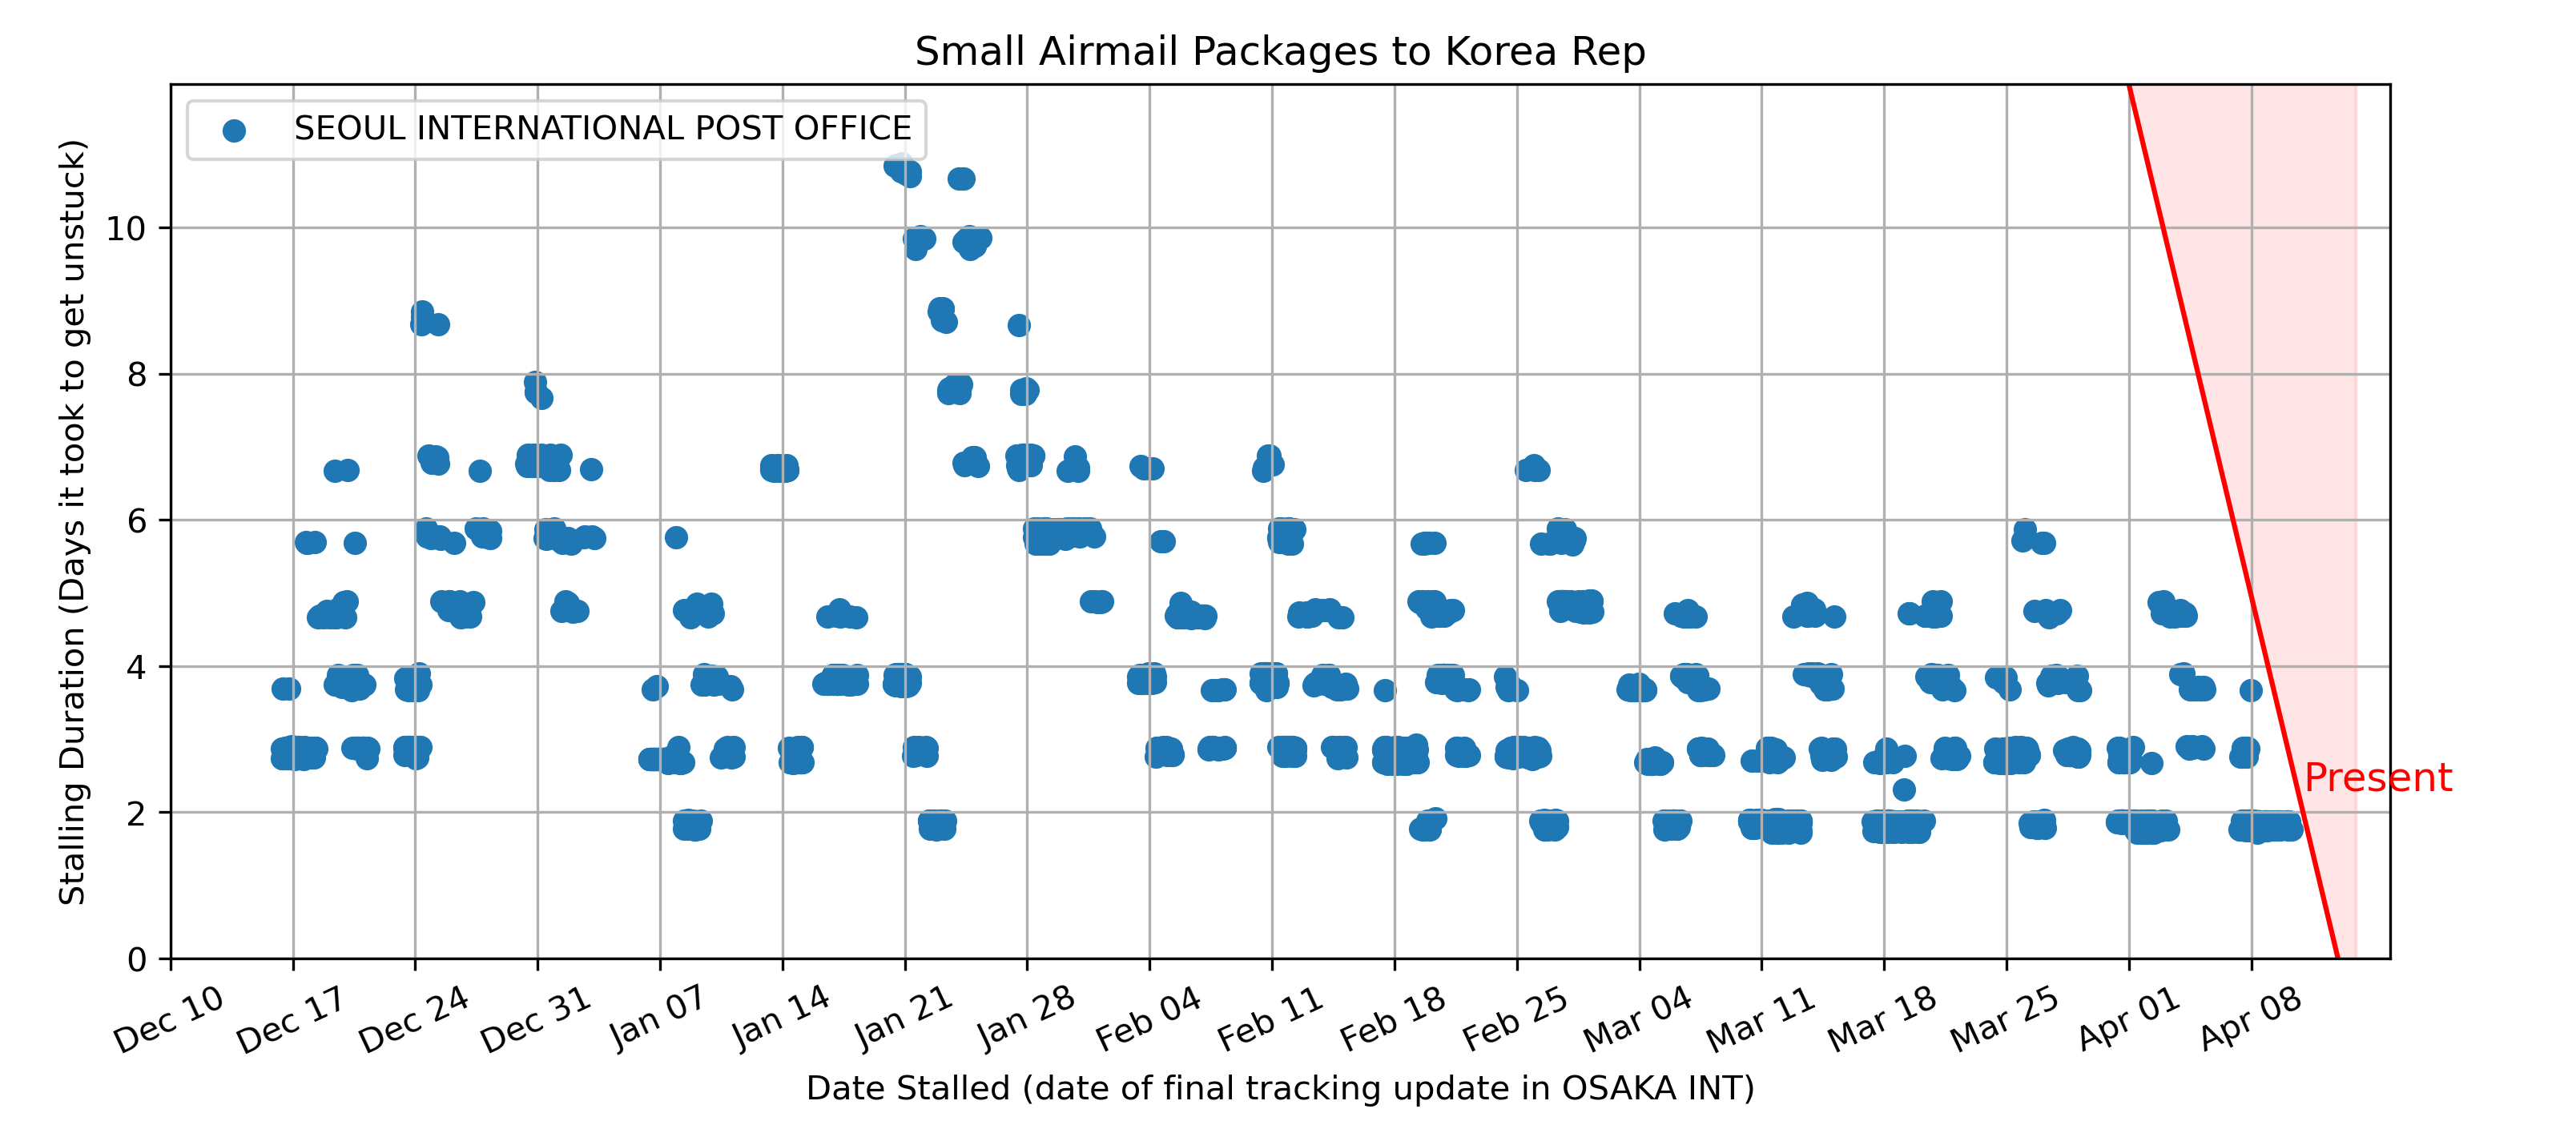 Small Airmail Packages to Korea Rep
SEOUL INTERNATIONAL POST OFFICE
Stalling Duration (Days it took to get unstuck)
10
8
6
4
2
0
Present
Dec 10
Dec 17
Dec 24
Dec 31
Jan 07
Jan 14
Jan 21
Jan 28
Feb 04
Feb 11
Feb 18
Feb 25
Mar 04
Mar 11
Mar 18
Mar 25
Apr 01
Apr 08
Date Stalled (date of final tracking update in OSAKA INT)